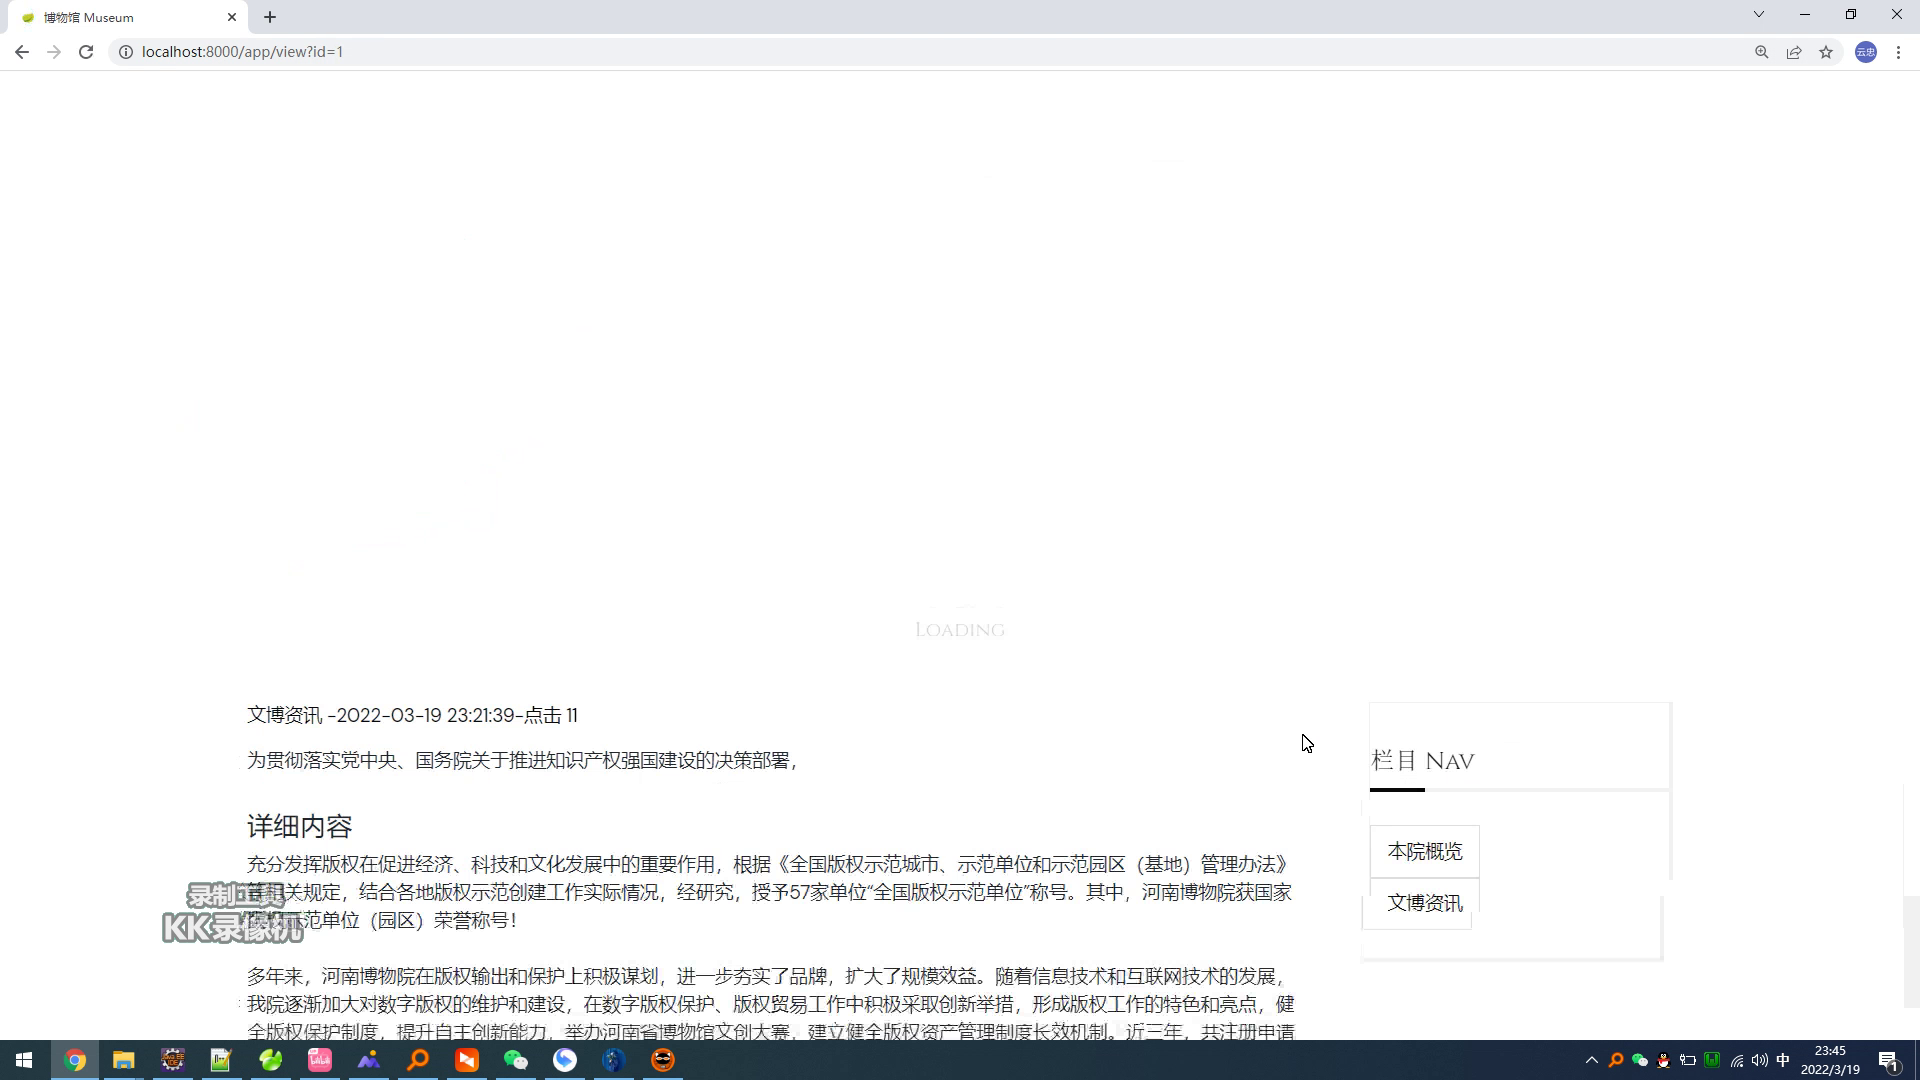 博物馆 Museum
localhost:8000/app/view?id=1
云忠
LOADING
文博资讯 -2022-03-19 23:21:39-点击 11
为贯彻落实党中央、国务院关于推进知识产权强国建设的决策部署，
栏目 NAV
详细内容
本院概览
充分发挥版权在促进经济、科技和文化发展中的重要作用，根据《全国版权示范城市、示范单位和示范园区（基地）管理办法》
等相关规定，结合各地版权示范创建工作实际情况，经研究，授予57家单位“全国版权示范单位”称号。其中，河南博物院获国家
文博资讯
录制工具
KK录像机
示范单位（园区）荣誉称号！
多年来，河南博物院在版权输出和保护上积极谋划，进一步夯实了品牌，扩大了规模效益。随着信息技术和互联网技术的发展，
我院逐渐加大对数字版权的维护和建设，在数字版权保护、版权贸易工作中积极采取创新举措，形成版权工作的特色和亮点，健
全版权保护制度，提升自主创新能力，举办河南省博物馆文创大赛，建立健全版权资产管理制度长效机制。近三年，共注册申请
中
23:45
2022/3/19
1